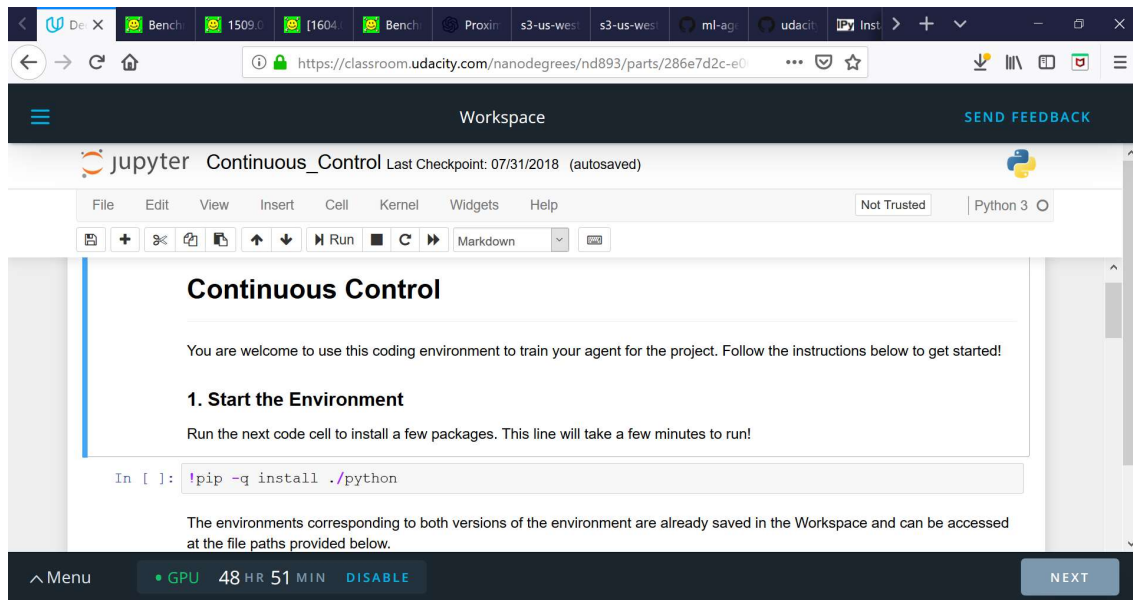 De
Bench
1509.0
[1604.
Bench
Proxim
s3-us-west
s3-us-west
ml-age
udacit
IPy Inst
https://classroom.udacity.com/nanodegrees/nd893/parts/286e7d2c-e0
Workspace
SEND FEEDBACK
jupyter Continuous_Control Last Checkpoint: 07/31/2018 (autosaved)
File Edit View Insert Cell Kernel Widgets Help Not Trusted Python 3
Run Markdown
Continuous Control
You are welcome to use this coding environment to train your agent for the project. Follow the instructions below to get started!
1. Start the Environment
Run the next code cell to install a few packages. This line will take a few minutes to run!
In [ ]: !pip -q install ./python
The environments corresponding to both versions of the environment are already saved in the Workspace and can be accessed
at the file paths provided below.
Menu GPU 48 HR 51 MIN DISABLE NEXT